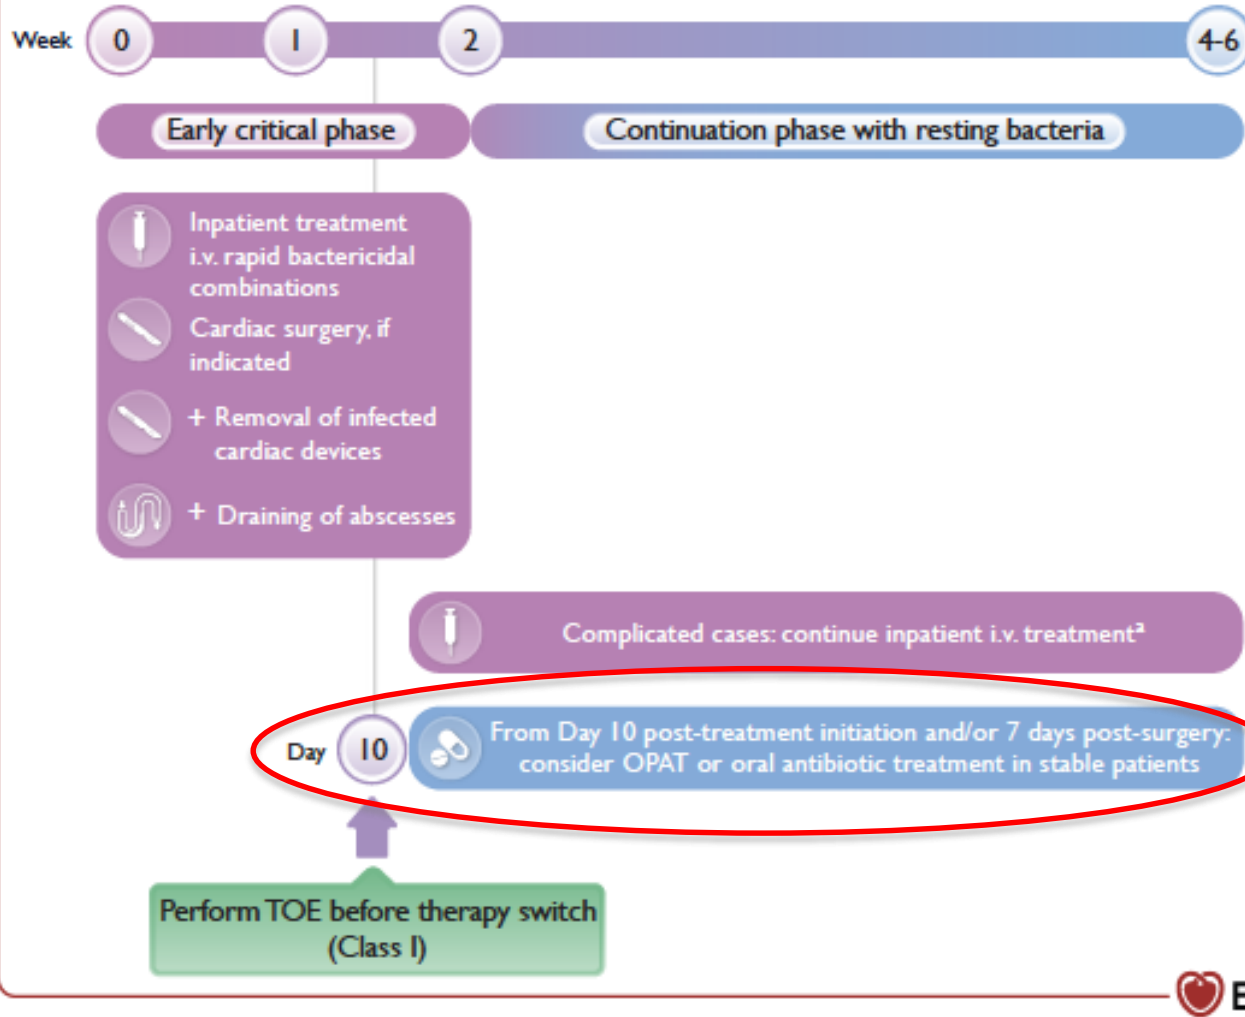 Week 0 1 2 4-6
Early critical phase
Continuation phase with resting bacteria
Inpatient treatment
i.v. rapid bactericidal
combinations
Cardiac surgery, if
indicated
+ Removal of infected
cardiac devices
+ Draining of abscesses
Complicated cases: continue inpatient i.v. treatmentª
Day 10
From Day 10 post-treatment initiation and/or 7 days post-surgery:
consider OPAT or oral antibiotic treatment in stable patients
Perform TOE before therapy switch
(Class I)
E